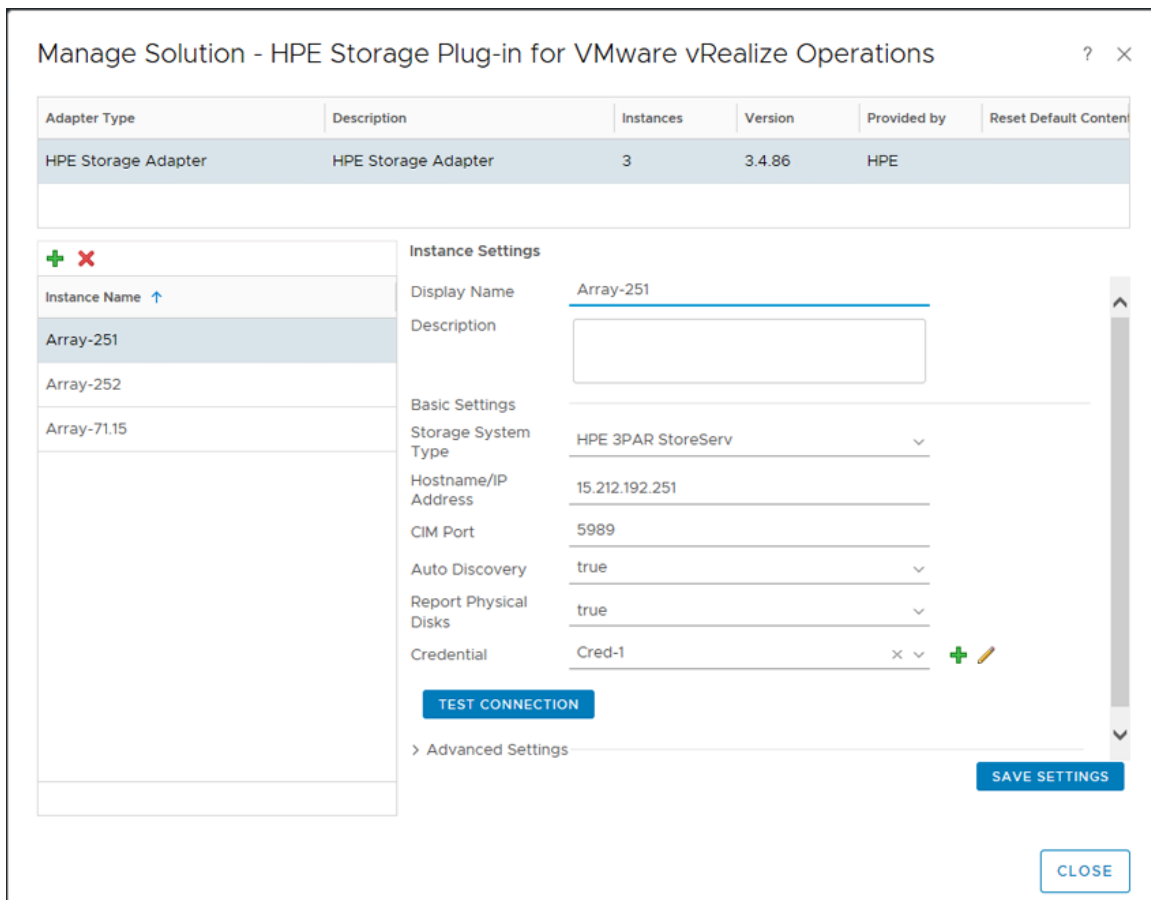 Manage Solution - HPE Storage Plug-in for VMware vRealize Operations ?
Adapter Type Description Instances Version Provided by Reset Default Content
HPE Storage Adapter HPE Storage Adapter 3 3.4.86 HPE
Instance Name
Array-251
Array-252
Array-71.15
Instance Settings
Display Name Array-251
Description
Basic Settings
Storage System
Type
HPE 3PAR StoreServ
Hostname/IP
Address
15.212.192.251
CIM Port 5989
Auto Discovery true
Report Physical
Disks
true
Credential Cred-1
TEST CONNECTION
Advanced Settings
SAVE SETTINGS
CLOSE